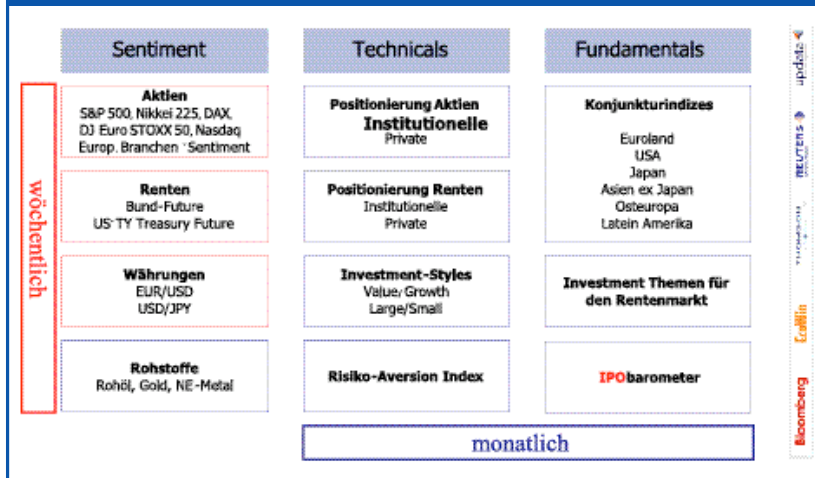 Sentiment
Technicals
Fundamentals
wöchentlich
Aktien
S&P 500, Nikkei 225, DAX,
DJ Euro STOXX 50, Nasdaq
Europ. Branchen-Sentiment
Renten
Bund-Future
US-TY Treasury Future
Währungen
EUR/USD
USD/JPY
Rohstoffe
Rohöl, Gold, NE-Metal
Positionierung Aktien
Institutionelle
Private
Positionierung Renten
Institutionelle
Private
Investment-Styles
Value/Growth
Large/Small
Risiko-Aversion Index
Konjunkturindizes
Euroland
USA
Japan
Asien ex Japan
Osteuropa
Latein Amerika
Investment Themen für
den Rentenmarkt
IPObarometer
monatlich
updata
REUTERS
EcoWin
Bloomberg